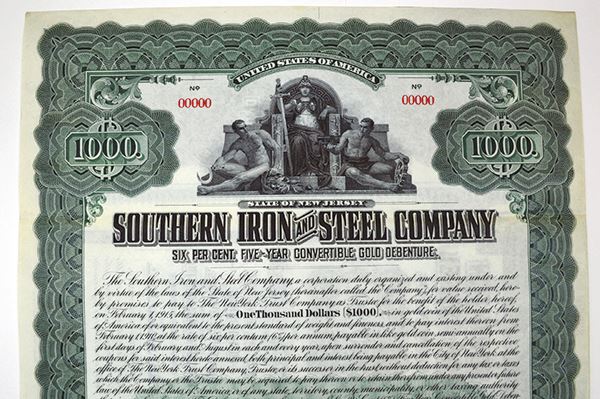 UNITED STATES OF AMERICA
Nº Nº
00000 00000
1000. 1000.
STATE OF NEW JERSEY.
SOUTHERN IRON AND STEEL COMPANY
SIX PER CENT. FIVE-YEAR CONVERTIBLE GOLD DEBENTURE.
The Southern Iron and Steel Company, a corporation duly organized and existing under and
by virtue of the laws of the State of New Jersey (hereinafter called the Company), for value received, here-
by promises to pay to The New York Trust Company as Trustee for the benefit of the holder hereof,
on February 1, 1915, the sum of One Thousand Dollars ($1000.) in gold coin of the United States
of America of or equivalent to the present standard of weight and fineness, and to pay interest thereon from
February 1, 1910, at the rate of six per centum (6%) per annum, payable in like gold coin, semi-annually on the
first days of February and August in each and every year, upon surrender and cancellation of the respective
coupons for said interest hereto annexed, both principal and interest being payable in the City of New York, at the
office of The New York Trust Company, Trustee, or its successor in the trust, without deduction for any tax or taxes
which the Company or the Trustee may be required to pay thereon or to retain therefrom under any present or future
law of the United States of America, or of any state, territory, county, municipality, or other taxing authority